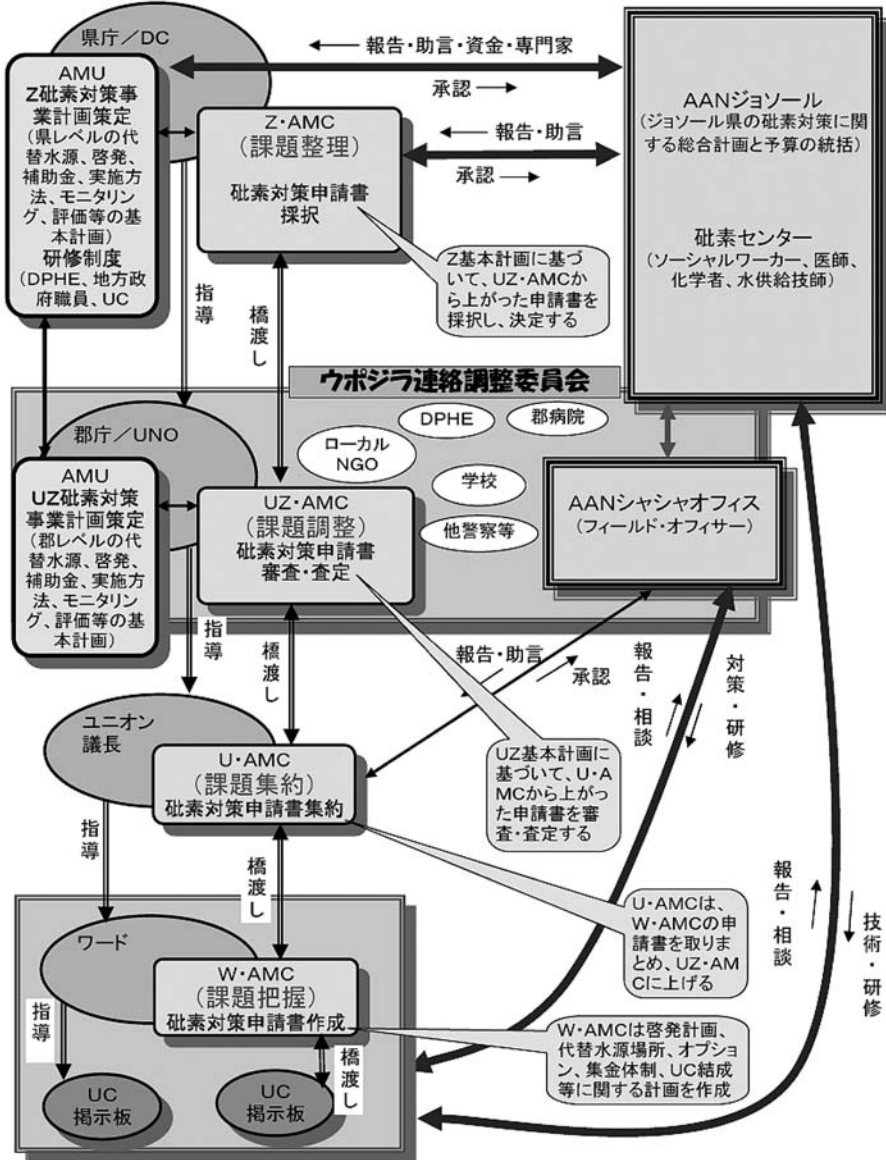 県庁／DC
AMU
Z砒素対策事
業計画策定
(県レベルの代
替水源、啓発、
補助金、実施方
法、モニタリン
グ、評価等の基
本計画)
研修制度
(DPHE、地方政
府職員、UC
報告・助言・資金・専門家
承認
Z・AMC
(課題整理)
砒素対策申請書
採択
報告・助言
承認
AANジョソール
(ジョソール県の砒素対策に関
する総合計画と予算の統括)
砒素センター
(ソーシャルワーカー、医師、
化学者、水供給技師)
Z基本計画に基づ
いて、UZ・AMCか
ら上がった申請書を
採択し、決定する
指導
橋渡し
ウポジラ連絡調整委員会
郡庁／UNO
DPHE
郡病院
ローカル
NGO
学校
他警察等
AMU
UZ砒素対策
事業計画策定
(郡レベルの代
替水源、啓発、
補助金、実施方
法、モニタリン
グ、評価等の基
本計画)
UZ・AMC
(課題調整)
砒素対策申請書
審査・査定
AANシャシャオフィス
(フィールド・オフィサー)
指導
橋渡し
報告・助言
承認
報告・相談
対策・研修
ユニオン
議長
U・AMC
(課題集約)
砒素対策申請書集約
UZ基本計画に
基づいて、U・A
MCから上がっ
た申請書を審
査・査定する
指導
橋渡し
U・AMCは、
W・AMCの申
請書を取りま
とめ、UZ・AM
Cに上げる
報告・相談
技術・研修
ワード
W・AMC
(課題把握)
砒素対策申請書作成
W・AMCは啓発計画、
代替水源場所、オプショ
ン、集金体制、UC結成
等に関する計画を作成
指導
橋渡し
UC
掲示板
UC
掲示板